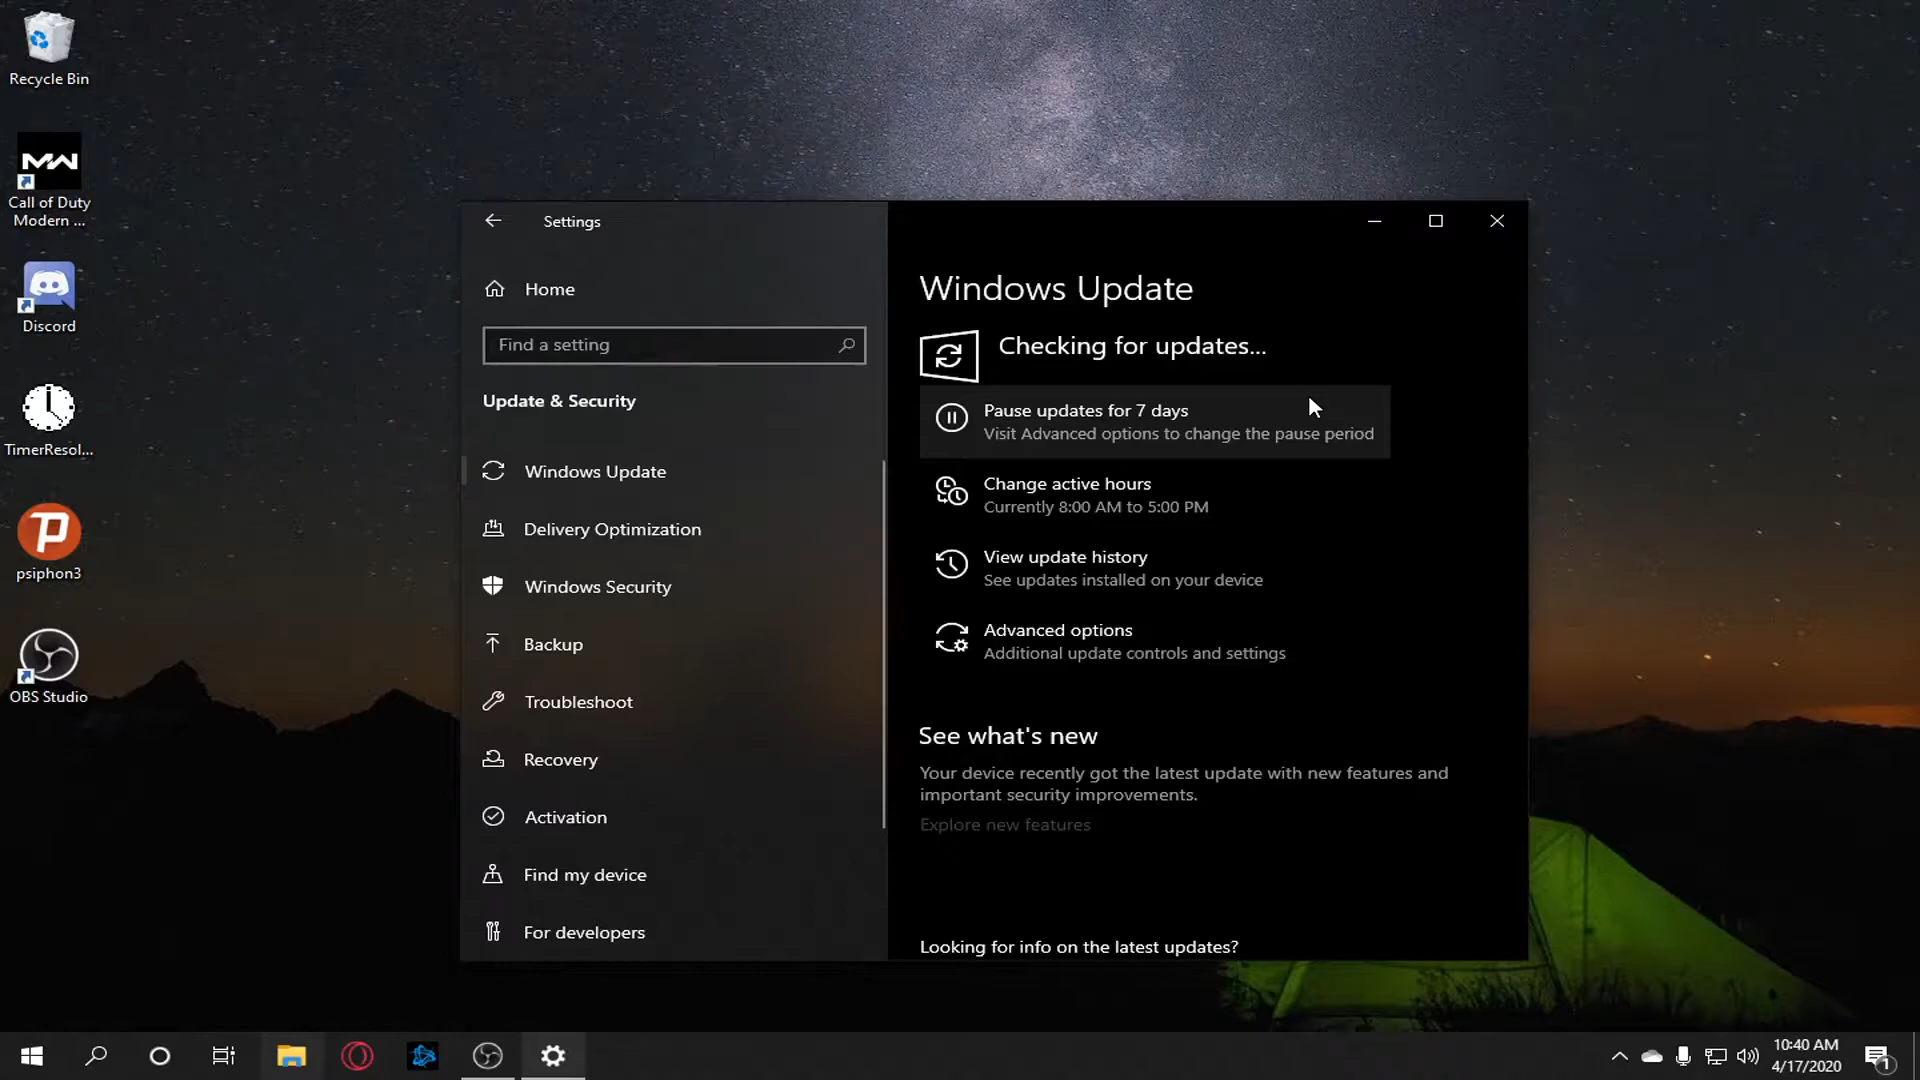 Recycle Bin
MW
Call of Duty
Modern ...
Discord
TimerResol...
P
psiphon3
OBS Studio
Settings
Home
Find a setting
Update & Security
Windows Update
Delivery Optimization
Windows Security
Backup
Troubleshoot
Recovery
Activation
Find my device
For developers
Windows Update
Checking for updates...
Pause updates for 7 days
Visit Advanced options to change the pause period
Change active hours
Currently 8:00 AM to 5:00 PM
View update history
See updates installed on your device
Advanced options
Additional update controls and settings
See what's new
Your device recently got the latest update with new features and
important security improvements.
Explore new features
Looking for info on the latest updates?
10:40 AM
4/17/2020
1